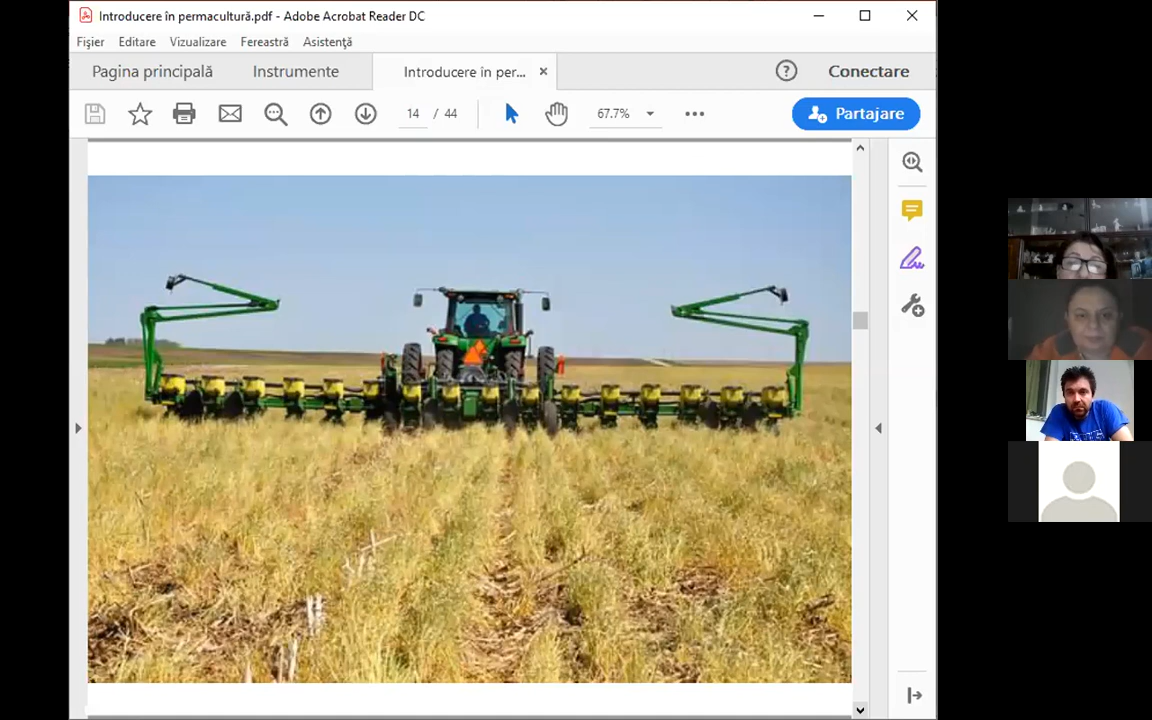 Introducere în permacultură.pdf - Adobe Acrobat Reader DC
Fișier Editare Vizualizare Fereastră Asistență
Pagina principală Instrumente Introducere în per... Conectare
14 / 44 67.7% Partajare